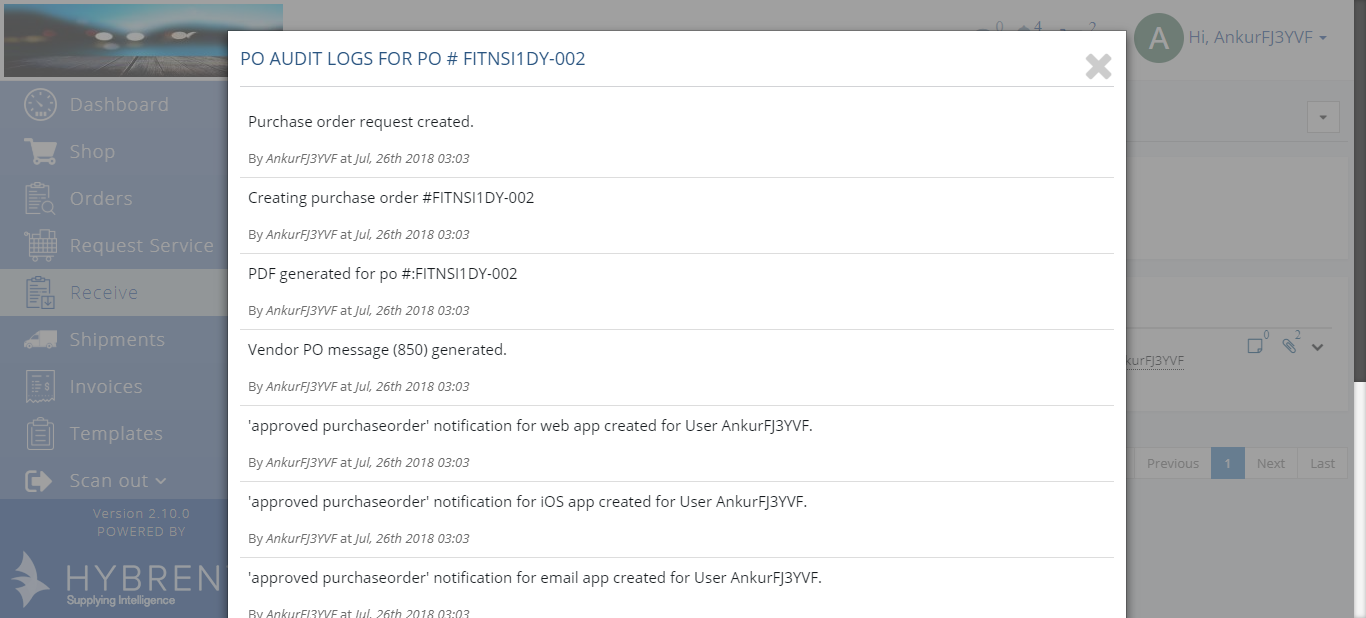 0
4
2
A
Hi, AnkurFJ3YVF
PO AUDIT LOGS FOR PO # FITNSI1DY-002
Dashboard
Shop
Orders
Request Service
Receive
Shipments
Invoices
Templates
Scan out
Version 2.10.0
POWERED BY
HYBREN
Supplying Intelligence
Purchase order request created.
By AnkurFJ3YVF at Jul, 26th 2018 03:03
Creating purchase order #FITNSI1DY-002
By AnkurFJ3YVF at Jul, 26th 2018 03:03
PDF generated for po #:FITNSI1DY-002
By AnkurFJ3YVF at Jul, 26th 2018 03:03
Vendor PO message (850) generated.
By AnkurFJ3YVF at Jul, 26th 2018 03:03
'approved purchaseorder' notification for web app created for User AnkurFJ3YVF.
By AnkurFJ3YVF at Jul, 26th 2018 03:03
'approved purchaseorder' notification for iOS app created for User AnkurFJ3YVF.
By AnkurFJ3YVF at Jul, 26th 2018 03:03
'approved purchaseorder' notification for email app created for User AnkurFJ3YVF.
By AnkurFJ3YVF at Jul, 26th 2018 03:03
0
2
kurFJ3YVF
Previous
1
Next
Last